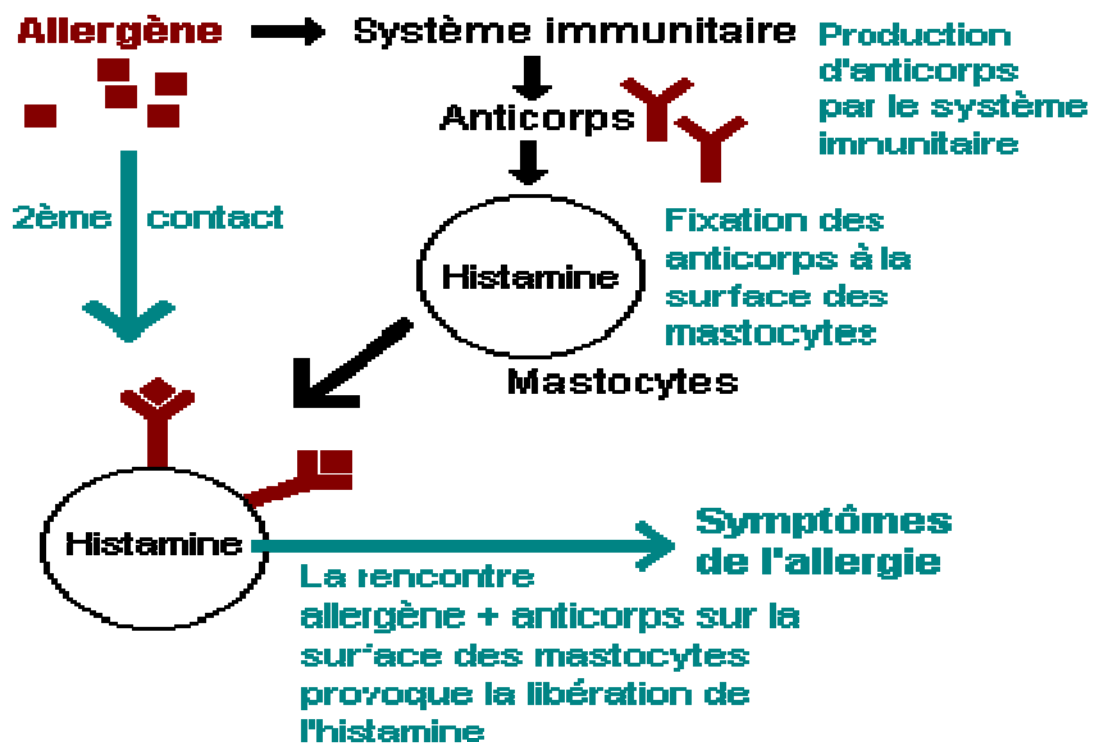 Allergène
Système immunitaire
Production
d'anticorps
par le système
immunitaire
Anticorps
2ème contact
Histamine
Fixation des
anticorps à la
surface des
mastocytes
Mastocytes
Histamine
Symptômes
de l'allergie
La rencontre
allergène + anticorps sur la
surface des mastocytes
provoque la libération de
l'histamine